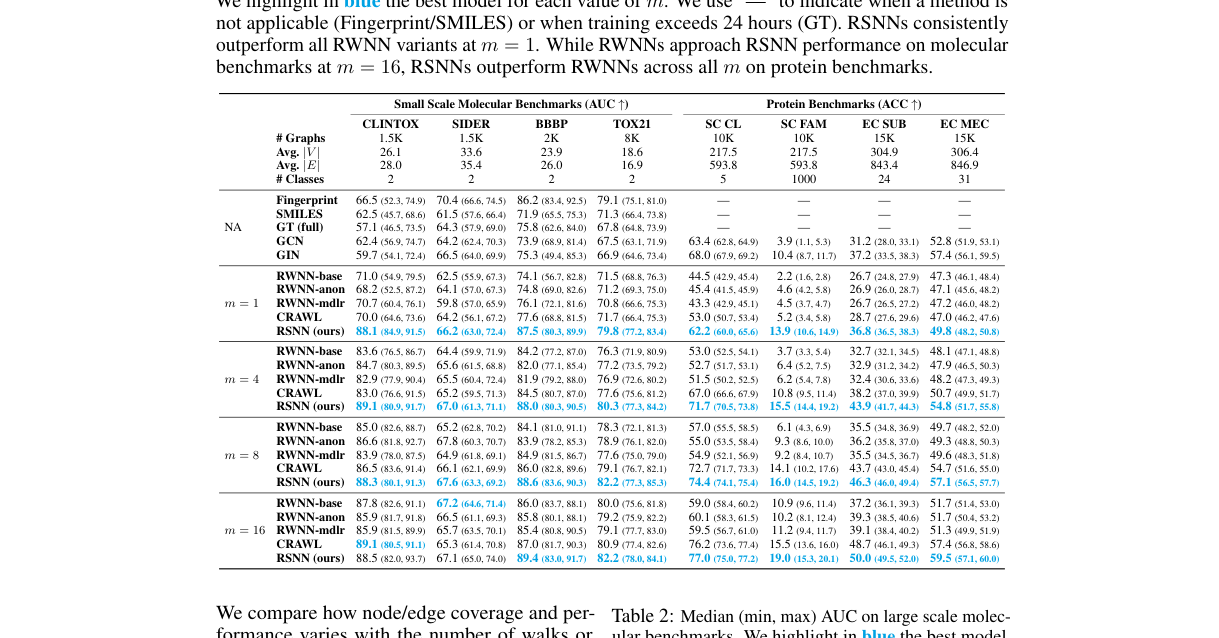 We highlight in blue the best model for each value of m. We use "—" to indicate when a method is
not applicable (Fingerprint/SMILES) or when training exceeds 24 hours (GT). RSNNs consistently
outperform all RWNN variants at m = 1. While RWNNs approach RSNN performance on molecular
benchmarks at m = 16, RSNNs outperform RWNNs across all m on protein benchmarks.
Small Scale Molecular Benchmarks (AUC ↑) Protein Benchmarks (ACC ↑)
CLINTOX SIDER BBBP TOX21 SC CL SC FAM EC SUB EC MEC
# Graphs 1.5K 1.5K 2K 8K 10K 10K 15K 15K
Avg. |V| 26.1 33.6 23.9 18.6 217.5 217.5 304.9 306.4
Avg. |E| 28.0 35.4 26.0 16.9 593.8 593.8 843.4 846.9
# Classes 2 2 2 2 5 1000 24 31
Fingerprint 66.5 (52.3, 74.9) 70.4 (66.6, 74.5) 86.2 (83.4, 92.5) 79.1 (75.1, 81.0) — — — —
SMILES 62.5 (45.7, 68.6) 61.5 (57.6, 66.4) 71.9 (65.5, 75.3) 71.3 (66.4, 73.8) — — — —
NA GT (full) 57.1 (46.5, 73.5) 64.3 (57.9, 69.0) 75.8 (62.6, 84.0) 67.8 (64.8, 73.9) — — — —
GCN 62.4 (56.9, 74.7) 64.2 (62.4, 70.3) 73.9 (68.9, 81.4) 67.5 (63.1, 71.9) 63.4 (62.8, 64.9) 3.9 (1.1, 5.3) 31.2 (28.0, 33.1) 52.8 (51.9, 53.1)
GIN 59.7 (54.1, 72.4) 66.5 (64.0, 69.9) 75.3 (49.4, 85.3) 66.9 (64.6, 73.4) 68.0 (67.9, 69.2) 10.4 (8.7, 11.7) 37.2 (33.5, 38.3) 57.4 (56.1, 59.5)
RWNN-base 71.0 (54.9, 79.5) 62.5 (55.9, 67.3) 74.1 (56.7, 82.8) 71.5 (68.8, 76.3) 44.5 (42.9, 45.4) 2.2 (1.6, 2.8) 26.7 (24.8, 27.9) 47.3 (46.1, 48.4)
RWNN-anon 68.2 (52.5, 87.2) 64.1 (57.0, 67.3) 74.8 (69.0, 82.6) 71.2 (69.3, 75.0) 45.4 (41.5, 45.9) 4.6 (4.2, 5.8) 26.9 (26.0, 28.7) 47.1 (45.6, 48.2)
m = 1 RWNN-mdlr 70.7 (60.4, 76.1) 59.8 (57.0, 65.9) 76.1 (72.1, 81.6) 70.8 (66.6, 75.3) 43.3 (42.9, 45.1) 4.5 (3.7, 4.7) 26.7 (26.5, 27.2) 47.2 (46.0, 48.2)
CRAWL 70.0 (64.6, 73.6) 64.2 (56.1, 67.2) 77.6 (68.8, 81.5) 71.7 (66.4, 75.3) 53.0 (50.7, 53.4) 5.2 (3.4, 5.8) 28.7 (27.6, 29.6) 47.0 (46.2, 47.6)
RSNN (ours) 88.1 (84.9, 91.5) 66.2 (63.0, 72.4) 87.5 (80.3, 89.9) 79.8 (77.2, 83.4) 62.2 (60.0, 65.6) 13.9 (10.6, 14.9) 36.8 (36.5, 38.3) 49.8 (48.2, 50.8)
RWNN-base 83.6 (76.5, 86.7) 64.4 (59.9, 71.9) 84.2 (77.2, 87.0) 76.3 (71.9, 80.9) 53.0 (52.5, 54.1) 3.7 (3.3, 5.4) 32.7 (32.1, 34.5) 48.1 (47.1, 48.8)
RWNN-anon 84.7 (80.3, 89.5) 65.6 (61.5, 68.8) 82.0 (77.1, 85.4) 77.2 (73.5, 79.2) 52.7 (51.7, 53.1) 6.4 (5.2, 7.5) 32.9 (31.2, 34.2) 47.9 (46.5, 50.3)
m = 4 RWNN-mdlr 82.9 (77.9, 90.4) 65.5 (60.4, 72.4) 81.9 (79.2, 88.0) 76.9 (72.6, 80.2) 51.5 (50.2, 52.5) 6.2 (5.4, 7.8) 32.4 (30.6, 33.6) 48.2 (47.3, 49.3)
CRAWL 83.0 (76.6, 91.5) 65.2 (59.5, 71.3) 84.5 (80.7, 87.0) 77.6 (75.6, 81.2) 67.0 (66.6, 67.9) 10.8 (9.5, 11.4) 38.2 (37.0, 39.9) 50.7 (49.9, 51.7)
RSNN (ours) 89.1 (80.9, 91.7) 67.0 (61.3, 71.1) 88.0 (80.3, 90.5) 80.3 (77.3, 84.2) 71.7 (70.5, 73.8) 15.5 (14.4, 19.2) 43.9 (41.7, 44.3) 54.8 (51.7, 55.8)
RWNN-base 85.0 (82.6, 88.7) 65.2 (62.8, 70.2) 84.1 (81.0, 91.1) 78.3 (72.1, 81.3) 57.0 (55.5, 58.5) 6.1 (4.3, 6.9) 35.5 (34.8, 36.9) 49.7 (48.2, 52.0)
RWNN-anon 86.6 (81.8, 92.7) 67.8 (60.3, 70.7) 83.9 (78.2, 85.3) 78.9 (76.1, 82.0) 55.0 (53.5, 58.4) 9.3 (8.6, 10.0) 36.2 (35.8, 37.0) 49.3 (48.8, 50.3)
m = 8 RWNN-mdlr 83.9 (78.0, 87.5) 64.9 (61.8, 69.1) 84.9 (81.5, 86.7) 77.6 (75.0, 79.0) 54.9 (52.1, 56.9) 9.2 (8.4, 10.7) 35.5 (34.5, 36.7) 49.6 (48.3, 51.8)
CRAWL 86.5 (83.6, 91.4) 66.1 (62.1, 69.9) 86.0 (82.8, 89.6) 79.1 (76.7, 82.1) 72.7 (71.7, 73.3) 14.1 (10.2, 17.6) 43.7 (43.0, 45.4) 54.7 (51.6, 55.0)
RSNN (ours) 88.3 (80.1, 91.3) 67.6 (63.3, 69.2) 88.6 (83.6, 90.3) 82.2 (77.3, 85.3) 74.4 (74.1, 75.4) 16.0 (14.5, 19.2) 46.3 (46.0, 49.4) 57.1 (56.5, 57.7)
RWNN-base 87.8 (82.6, 91.1) 67.2 (64.6, 71.4) 86.0 (83.7, 88.1) 80.0 (75.6, 81.8) 59.0 (58.4, 60.2) 10.9 (9.6, 11.4) 37.2 (36.1, 39.3) 51.7 (51.4, 53.0)
RWNN-anon 85.9 (81.7, 91.8) 66.5 (61.1, 69.3) 85.8 (80.1, 88.1) 79.2 (75.9, 82.2) 60.1 (58.3, 61.5) 10.2 (8.1, 12.4) 39.3 (38.5, 40.6) 51.7 (50.4, 53.2)
m = 16 RWNN-mdlr 85.9 (81.5, 89.9) 65.7 (63.5, 70.1) 85.4 (80.8, 90.5) 79.1 (77.7, 83.0) 59.5 (56.7, 61.0) 11.2 (9.4, 11.7) 39.1 (38.4, 40.2) 51.3 (49.9, 51.9)
CRAWL 89.1 (80.5, 91.1) 65.3 (61.4, 70.8) 87.0 (81.7, 90.3) 80.9 (77.4, 82.6) 76.2 (73.6, 77.4) 15.5 (13.6, 16.0) 48.7 (46.1, 49.3) 57.4 (56.8, 58.6)
RSNN (ours) 88.5 (82.0, 93.7) 67.1 (65.0, 74.0) 89.4 (83.0, 91.7) 82.2 (78.0, 84.1) 77.0 (75.0, 77.2) 19.0 (15.3, 20.1) 50.0 (49.5, 52.0) 59.5 (57.1, 60.0)
We compare how node/edge coverage and per-
formance varies with the number of walks or
Table 2: Median (min, max) AUC on large scale molec-
ular benchmarks. We highlight in blue the best model